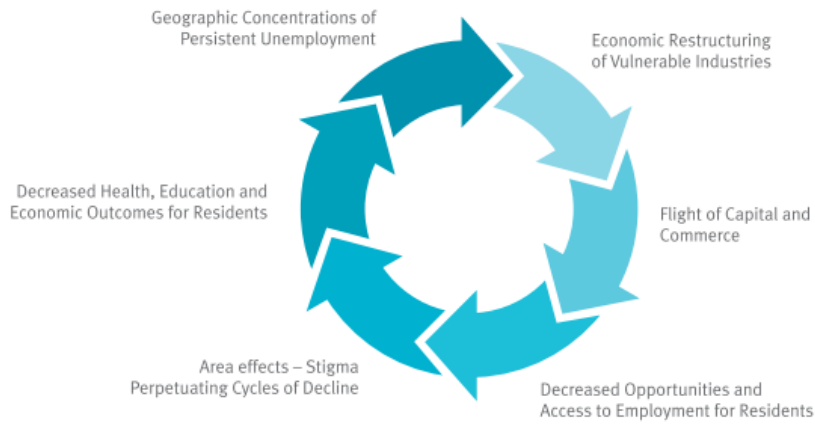 Geographic Concentrations of
Persistent Unemployment
Economic Restructuring
of Vulnerable Industries
Decreased Health, Education and
Economic Outcomes for Residents
Flight of Capital and
Commerce
Area effects – Stigma
Perpetuating Cycles of Decline
Decreased Opportunities and
Access to Employment for Residents